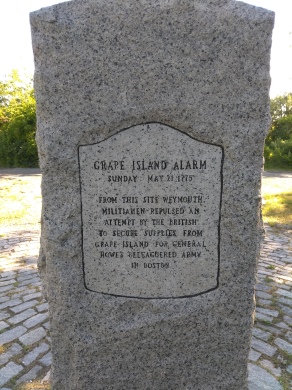 GRAPE ISLAND ALARM
SUNDAY MAY 21, 1775
FROM THIS SITE WEYMOUTH
MILITIAMEN REPULSED AN
ATTEMPT BY THE BRITISH
TO SECURE SUPPLIES FROM
GRAPE ISLAND FOR GENERAL
HOWE'S BELEAGUERED ARMY
IN BOSTON